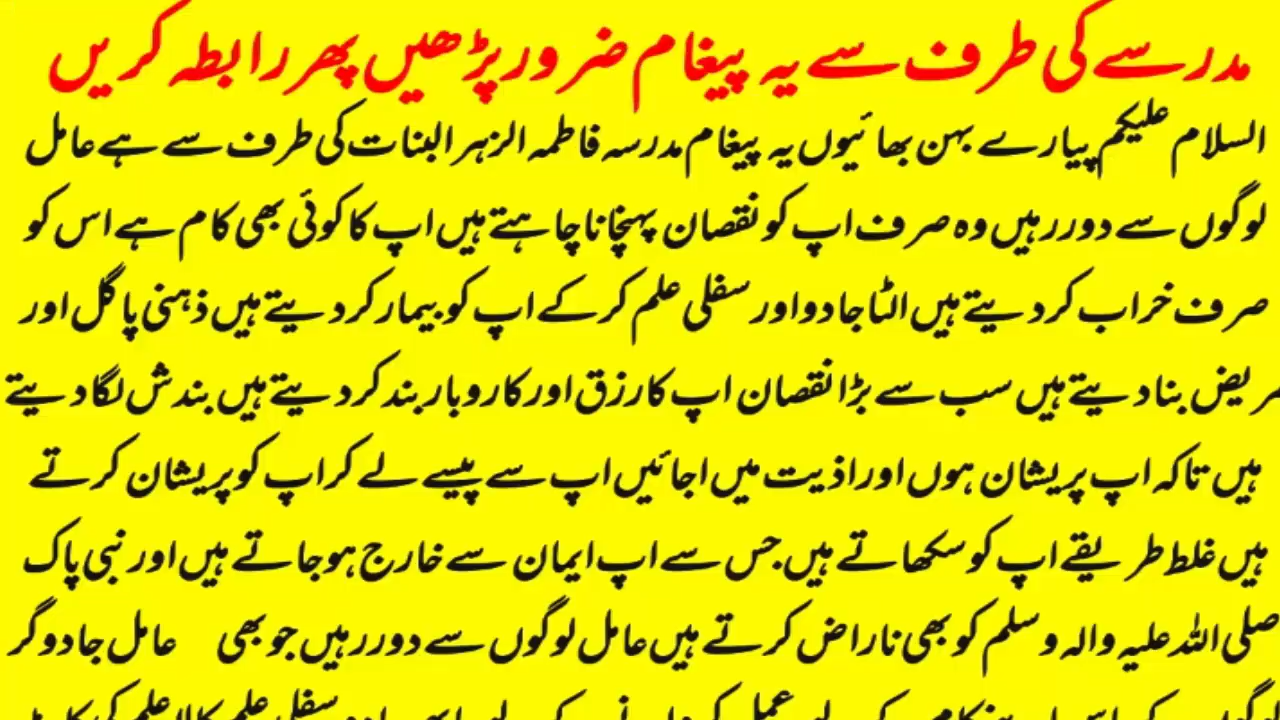 مدرسے کی طرف سے یہ پیغام ضرور پڑھیں پھر رابطہ کریں
السلام علیکم پیارے بہن بھائیوں یہ پیغام مدرسہ فاطمہ الزہرا البنات کی طرف سے ہے عامل
لوگوں سے دور رہیں وہ صرف اپ کو نقصان پہنچانا چاہتے ہیں اپ کا کوئی بھی کام ہے اس کو
صرف خراب کر دیتے ہیں الٹا جادو اور سفلی علم کر کے اپ کو بیمار کر دیتے ہیں ذہنی پاگل اور
مریض بنا دیتے ہیں سب سے بڑا نقصان اپ کا رزق اور کاروبار بند کر دیتے ہیں بندش لگا دیتے
ہیں تاکہ اپ پریشان ہوں اور اذیت میں اجائیں اپ سے پیسے لے کر اپ کو پریشان کرتے
ہیں غلط طریقے اپ کو سکھاتے ہیں جس سے اپ ایمان سے خارج ہو جاتے ہیں اور نبی پاک
صلی اللہ علیہ والہ وسلم کو بھی ناراض کرتے ہیں عامل لوگوں سے دور رہیں جو بھی عامل جادوگر